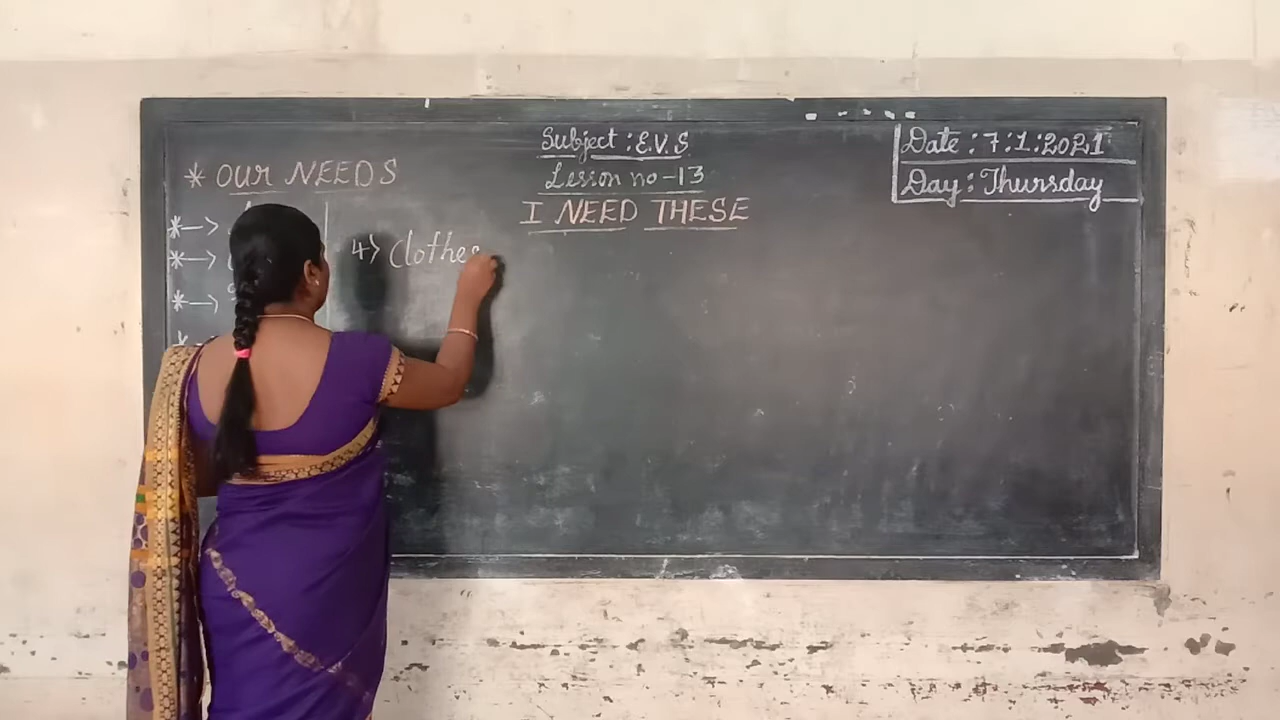 Subject : E.V.S
Lesson no-13
I NEED THESE
Date : 7:1:2021
Day : Thursday
* OUR NEEDS
*->
*->
*->
*
4> Clothes